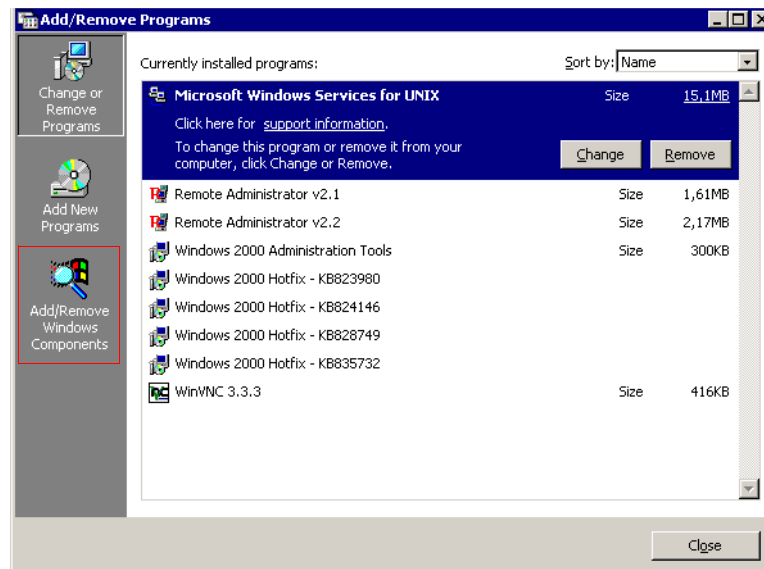 Add/Remove Programs
Change or
Remove
Programs
Add New
Programs
Add/Remove
Windows
Components
Currently installed programs:
Sort by: Name
Microsoft Windows Services for UNIX Size 15,1MB
Click here for support information.
To change this program or remove it from your
computer, click Change or Remove.
Change Remove
Remote Administrator v2.1 Size 1,61MB
Remote Administrator v2.2 Size 2,17MB
Windows 2000 Administration Tools Size 300KB
Windows 2000 Hotfix - KB823980
Windows 2000 Hotfix - KB824146
Windows 2000 Hotfix - KB828749
Windows 2000 Hotfix - KB835732
WinVNC 3.3.3 Size 416KB
Close